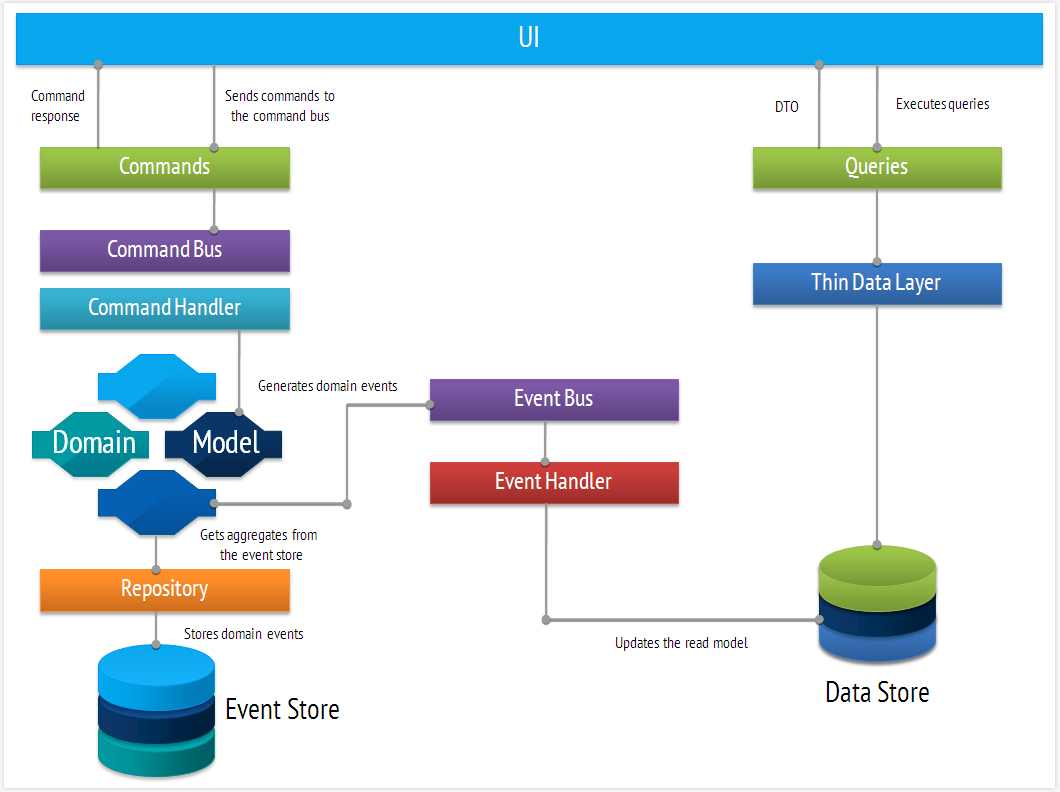 UI
Command
response
Sends commands to
the command bus
DTO
Executes queries
Commands
Queries
Command Bus
Thin Data Layer
Command Handler
Generates domain events
Event Bus
Domain
Model
Event Handler
Gets aggregates from
the event store
Repository
Stores domain events
Updates the read model
Data Store
Event Store